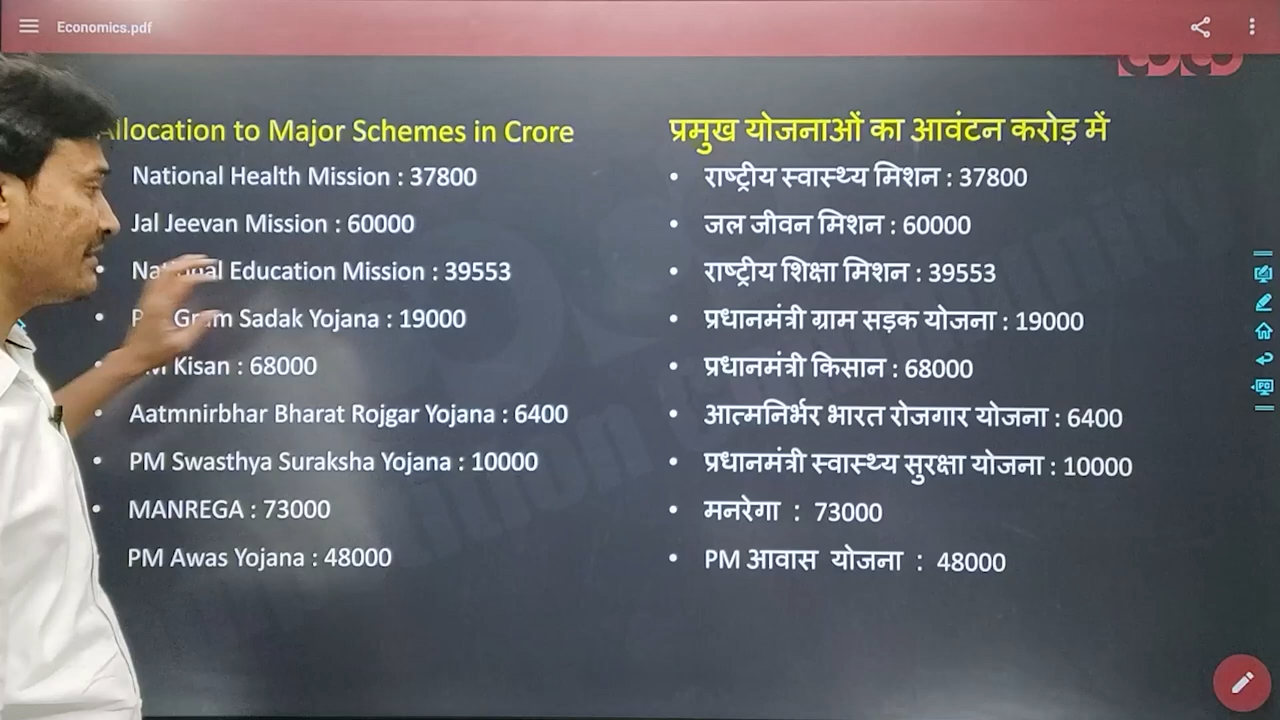 Economics.pdf
Allocation to Major Schemes in Crore
National Health Mission : 37800
Jal Jeevan Mission : 60000
National Education Mission : 39553
Gram Sadak Yojana : 19000
Kisan : 68000
Aatmnirbhar Bharat Rojgar Yojana : 6400
PM Swasthya Suraksha Yojana : 10000
MANREGA : 73000
PM Awas Yojana : 48000
प्रमुख योजनाओं का आवंटन करोड़ में
• राष्ट्रीय स्वास्थ्य मिशन : 37800
• जल जीवन मिशन : 60000
• राष्ट्रीय शिक्षा मिशन : 39553
• प्रधानमंत्री ग्राम सड़क योजना : 19000
• प्रधानमंत्री किसान : 68000
• आत्मनिर्भर भारत रोजगार योजना : 6400
• प्रधानमंत्री स्वास्थ्य सुरक्षा योजना : 10000
• मनरेगा : 73000
• PM आवास योजना : 48000